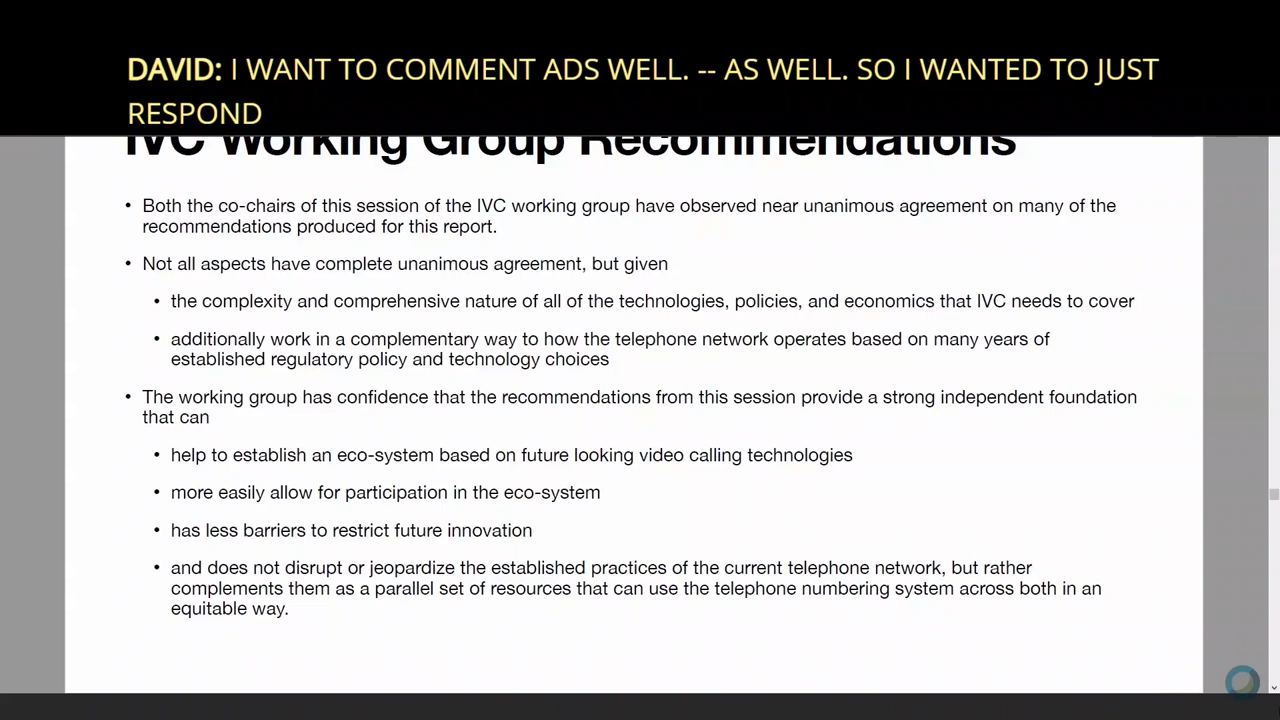 DAVID: I WANT TO COMMENT ADS WELL. -- AS WELL. SO I WANTED TO JUST
RESPOND
IVC Working Group Recommendations
• Both the co-chairs of this session of the IVC working group have observed near unanimous agreement on many of the
recommendations produced for this report.
• Not all aspects have complete unanimous agreement, but given
• the complexity and comprehensive nature of all of the technologies, policies, and economics that IVC needs to cover
• additionally work in a complementary way to how the telephone network operates based on many years of
established regulatory policy and technology choices
• The working group has confidence that the recommendations from this session provide a strong independent foundation
that can
• help to establish an eco-system based on future looking video calling technologies
• more easily allow for participation in the eco-system
• has less barriers to restrict future innovation
• and does not disrupt or jeopardize the established practices of the current telephone network, but rather
complements them as a parallel set of resources that can use the telephone numbering system across both in an
equitable way.